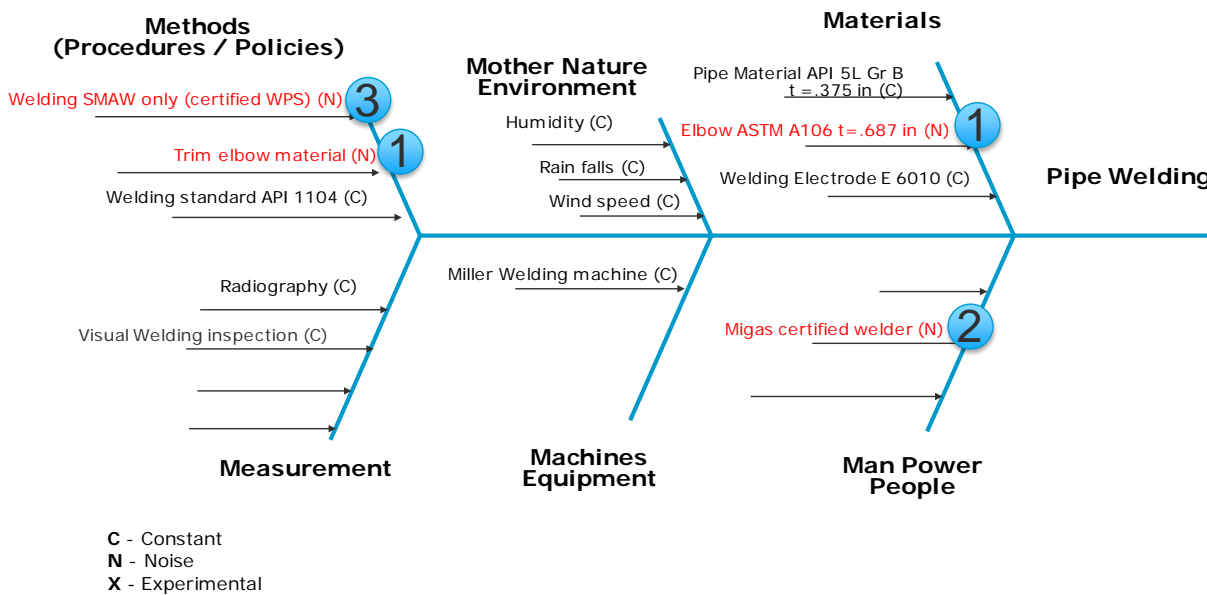 Methods
(Procedures / Policies)
Welding SMAW only (certified WPS) (N)
3
Trim elbow material (N)
1
Welding standard API 1104 (C)
Mother Nature
Environment
Humidity (C)
Rain falls (C)
Wind speed (C)
Materials
Pipe Material API 5L Gr B
t =.375 in (C)
Elbow ASTM A106 t=.687 in (N)
1
Welding Electrode E 6010 (C)
Pipe Welding
Radiography (C)
Visual Welding inspection (C)
Measurement
Miller Welding machine (C)
Machines
Equipment
Migas certified welder (N)
2
Man Power
People
C - Constant
N - Noise
X - Experimental